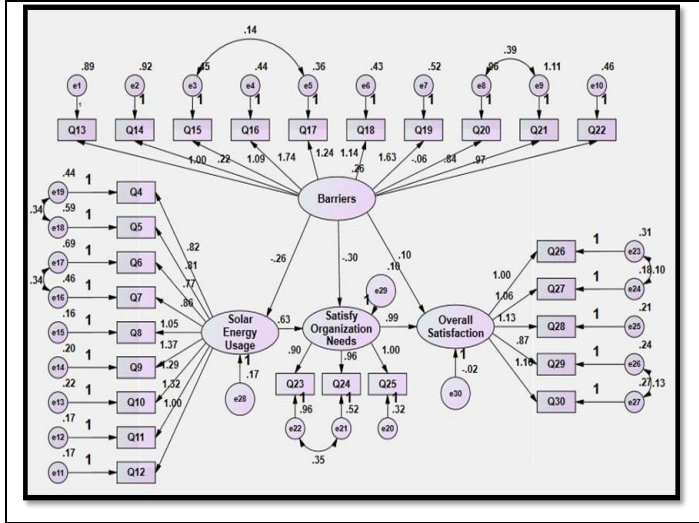 .14
.39
.89 .92 .45 .44 .36 .43 .52 .96 1.11 .46
e1 e2 e3 e4 e5 e6 e7 e8 e9 e10
1 1 1 1 1 1 1 1 1 1
Q13 Q14 Q15 Q16 Q17 Q18 Q19 Q20 Q21 Q22
1.00 .22 1.09 1.74 1.24 1.14 1.63 -.06 .84 .97
.26
Barriers
-.26 -.30 .10
.44 1
e19 Q4
.34
.59 1
e18 Q5
.69 1
e17 Q6
.34
.46 1
e16 Q7
.16 1
e15 Q8
.20 1
e14 Q9
.22 1
e13 Q10
.17 1
e12 Q11
.17 1
e11 Q12
.82
.81
.77
.86
1.05
1.37
1.29
1.32
1.00
Solar
Energy
Usage
1
.17
e28
.63
.10
e29
1
Satisfy
Organization
Needs
.99
.90 .96 1.00
Q23 Q24 Q25
1 1 1
.96 .52 .32
e22 e21 e20
.35
Overall
Satisfaction
1
-.02
e30
1.00
1.06
1.13
.87
1.16
.31
Q26 1 e23
.18 .10
Q27 1 e24
.21
Q28 1 e25
.24
Q29 1 e26
.27 .13
Q30 1 e27